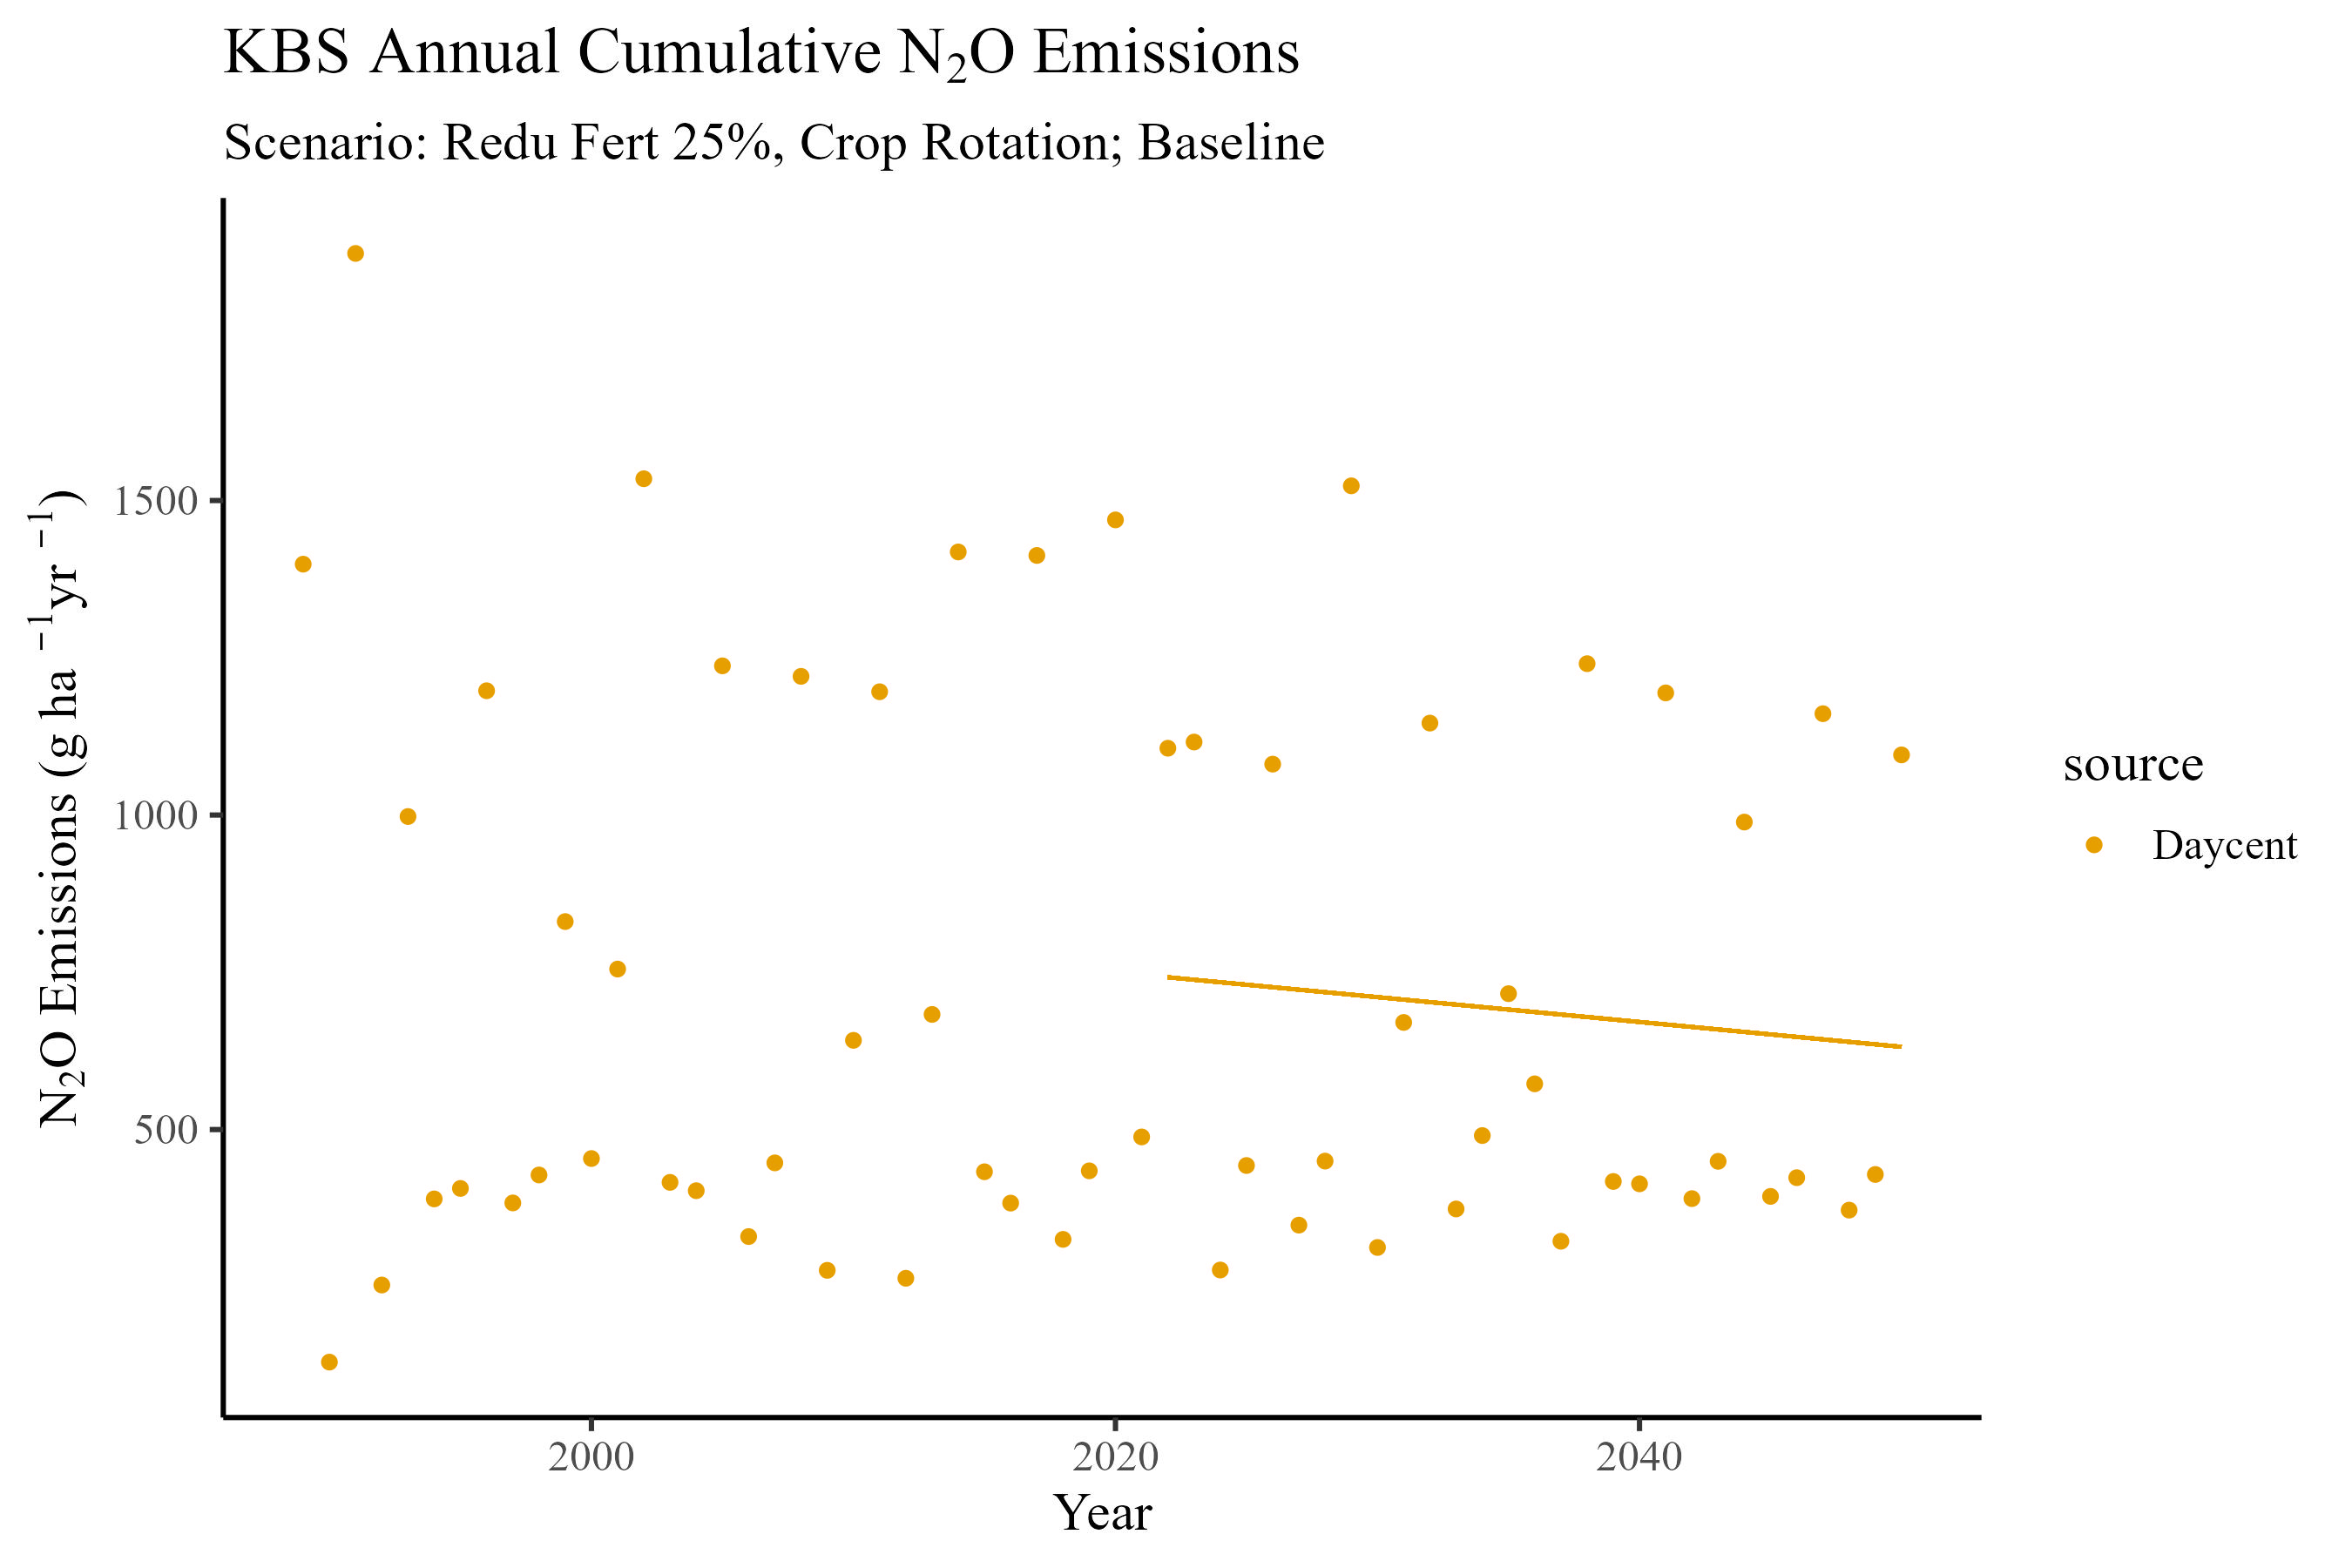 KBS Annual Cumulative N₂O Emissions
Scenario: Redu Fert 25%, Crop Rotation; Baseline
N₂O Emissions (g ha ⁻¹yr ⁻¹)
1500
1000
500
2000
2020
2040
Year
source
Daycent